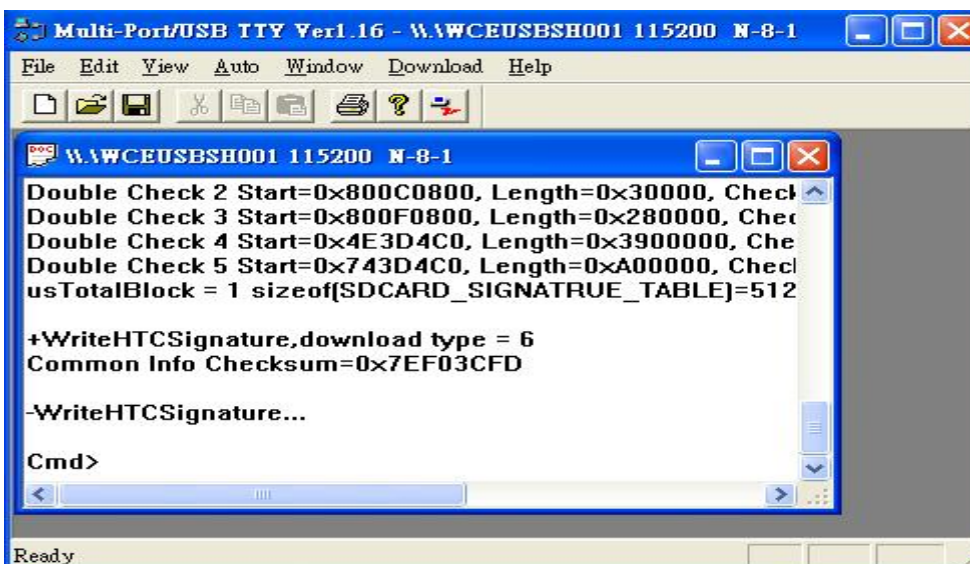 Multi-Port/USB TTY Ver1.16 - \\.\WCEUSBSH001 115200 N-8-1
File Edit View Auto Window Download Help
\\.\WCEUSBSH001 115200 N-8-1
Double Check 2 Start=0x800C0800, Length=0x30000, Check
Double Check 3 Start=0x800F0800, Length=0x280000, Chec
Double Check 4 Start=0x4E3D4C0, Length=0x3900000, Che
Double Check 5 Start=0x743D4C0, Length=0xA00000, Check
usTotalBlock = 1 sizeof(SDCARD_SIGNATRUE_TABLE)=512
+WriteHTCSignature,download type = 6
Common Info Checksum=0x7EF03CFD
-WriteHTCSignature...
Cmd>
Ready